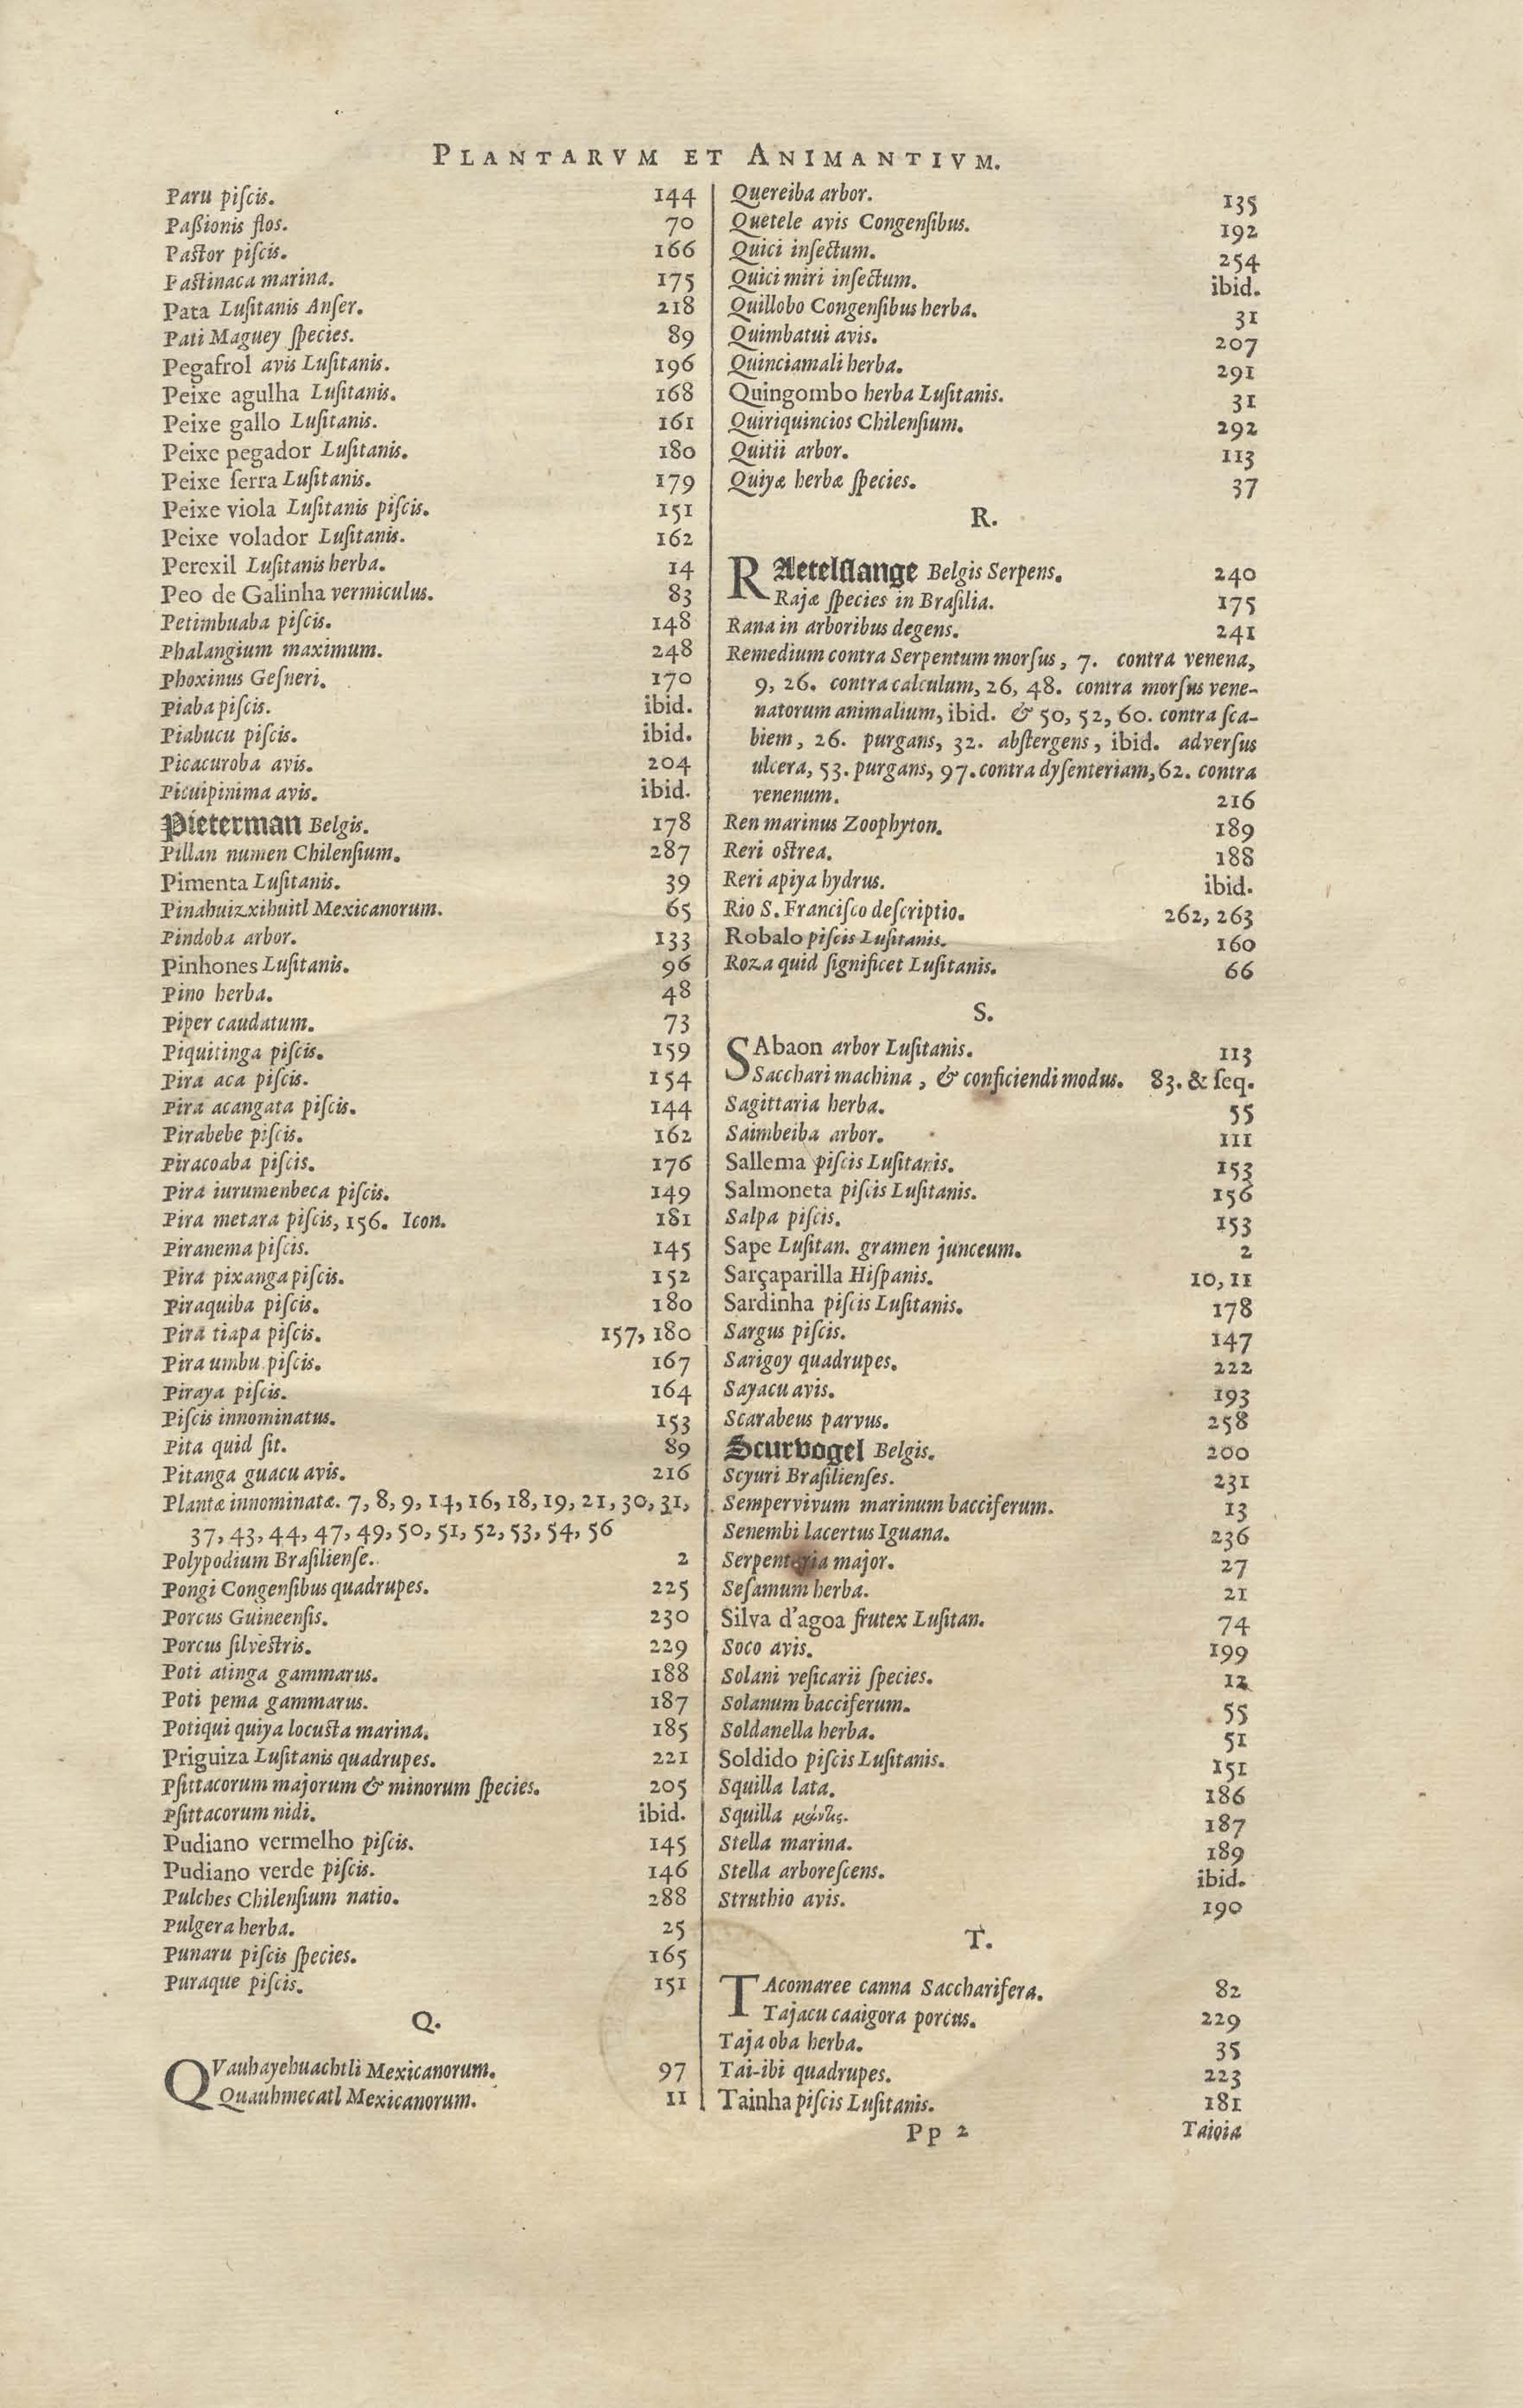 PLANTARVM ET ANIMANTIVM.
Paru piſcis. 144
Paßionis flos. 70
Paſtor piſcis. 166
Paſtinaca marina. 175
Pata Luſitanis Anſer. 218
Pati Maguey ſpecies. 89
Pegafrol avis Luſitanis. 196
Peixe agulha Luſitanis. 168
Peixe gallo Luſitanis. 161
Peixe pegador Luſitanis. 180
Peixe ſerra Luſitanis. 179
Peixe viola Luſitanis piſcis. 151
Peixe volador Luſitanis. 162
Perexil Luſitanis herba. 14
Peo de Galinha vermiculus. 83
Petimbuaba piſcis. 148
Phalangium maximum. 248
Phoxinus Geſneri. 170
Piaba piſcis. ibid.
Piabucu piſcis. ibid.
Picacuroba avis. 204
Picuipinima avis. ibid.
Pieterman Belgis. 178
Pillan numen Chilenſium. 287
Pimenta Luſitanis. 39
Pinahuizxihuitl Mexicanorum. 65
Pindoba arbor. 133
Pinhones Luſitanis. 96
Pino herba. 48
Piper caudatum. 73
Piquitinga piſcis. 159
Pira aca piſcis. 154
Pira acangata piſcis. 144
Pirabebe piſcis. 162
Piracoaba piſcis. 176
Pira iurumenbeca piſcis. 149
Pira metara piſcis, 156. Icon. 181
Piranema piſcis. 145
Pira pixanga piſcis. 152
Piraquiba piſcis. 180
Pira tiapa piſcis. 157, 180
Pira umbu piſcis. 167
Piraya piſcis. 164
Piſcis innominatus. 153
Pita quid ſit. 89
Pitanga guacu avis. 216
Plantæ innominatæ. 7, 8, 9, 14, 16, 18, 19, 21, 30, 31,
37, 43, 44, 47, 49, 50, 51, 52, 53, 54, 56
Polypodium Braſilienſe. 2
Pongi Congenſibus quadrupes. 225
Porcus Guineenſis. 230
Porcus ſilveſtris. 229
Poti atinga gammarus. 188
Poti pema gammarus. 187
Potiqui quiya locuſta marina. 185
Priguiza Luſitanis quadrupes. 221
Pſittacorum majorum & minorum ſpecies. 205
Pſittacorum nidi. ibid.
Pudiano vermelho piſcis. 145
Pudiano verde piſcis. 146
Pulches Chilenſium natio. 288
Pulgera herba. 25
Punaru piſcis ſpecies. 165
Puraque piſcis. 151
Q.
QVauhayehuachtli Mexicanorum. 97
Quauhmecatl Mexicanorum. 11
Quereiba arbor. 135
Quetele avis Congenſibus. 192
Quici inſectum. 254
Quici miri inſectum. ibid.
Quillobo Congenſibus herba. 31
Quimbatui avis. 207
Quinciamali herba. 291
Quingombo herba Luſitanis. 31
Quiriquincios Chilenſium. 292
Quitii arbor. 113
Quiyæ herbæ ſpecies. 37
R.
RAetelſlange Belgis Serpens. 240
Rajæ ſpecies in Braſilia. 175
Rana in arboribus degens. 241
Remedium contra Serpentum morſus, 7. contra venena,
9, 26. contra calculum, 26, 48. contra morſus vene-
natorum animalium, ibid. & 50, 52, 60. contra ſca-
biem, 26. purgans, 32. abſtergens, ibid. adverſus
ulcera, 53. purgans, 97. contra dyſenteriam, 62. contra
venenum. 216
Ren marinus Zoophyton. 189
Reri oſtrea. 188
Reri apiya hydrus. ibid.
Rio S. Franciſco deſcriptio. 262, 263
Robalo piſcis Luſitanis. 160
Roza quid ſignificet Luſitanis. 66
S.
SAbaon arbor Luſitanis. 113
Sacchari machina, & conficiendi modus. 83. & ſeq.
Sagittaria herba. 55
Saimbeiba arbor. 111
Sallema piſcis Luſitanis. 153
Salmoneta piſcis Luſitanis. 156
Salpa piſcis. 153
Sape Luſitan. gramen junceum. 2
Sarçaparilla Hiſpanis. 10, 11
Sardinha piſcis Luſitanis. 178
Sargus piſcis. 147
Sarigoy quadrupes. 222
Sayacu avis. 193
Scarabeus parvus. 258
Scurvogel Belgis. 200
Scyuri Braſilienſes. 231
Sempervivum marinum bacciferum. 13
Senembi lacertus Iguana. 236
Serpentaria major. 27
Seſamum herba. 21
Silva d'agoa frutex Luſitan. 74
Soco avis. 199
Solani veſicarii ſpecies. 12
Solanum bacciferum. 55
Soldanella herba. 51
Soldido piſcis Luſitanis. 151
Squilla lata. 186
Squilla μάντις. 187
Stella marina. 189
Stella arboreſcens. ibid.
Struthio avis. 190
T.
TAcomaree canna Saccharifera. 82
Tajacu caaigora porcus. 229
Taja oba herba. 35
Tai-ibi quadrupes. 223
Tainha piſcis Luſitanis. 181
Pp 2 Taioia